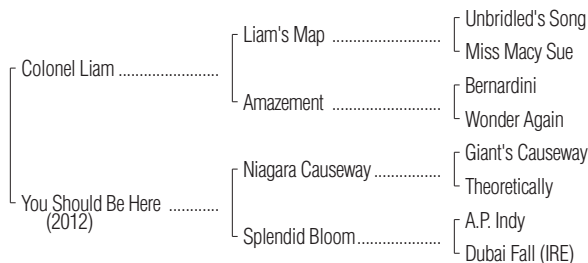 Unbridled's Song
Liam's Map
Miss Macy Sue
Colonel Liam
Bernardini
Amazement
Wonder Again
Giant's Causeway
Niagara Causeway
Theoretically
You Should Be Here
(2012)
A.P. Indy
Splendid Bloom
Dubai Fall (IRE)